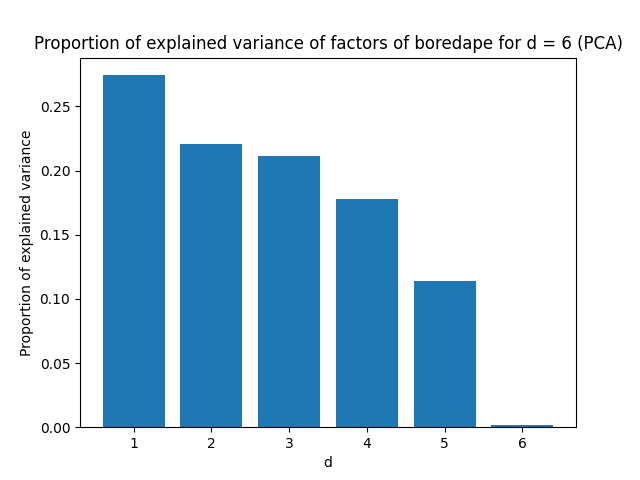 Proportion of explained variance of factors of boredape for d = 6 (PCA)
Proportion of explained variance
0.25
0.20
0.15
0.10
0.05
0.00
1 2 3 4 5 6
d